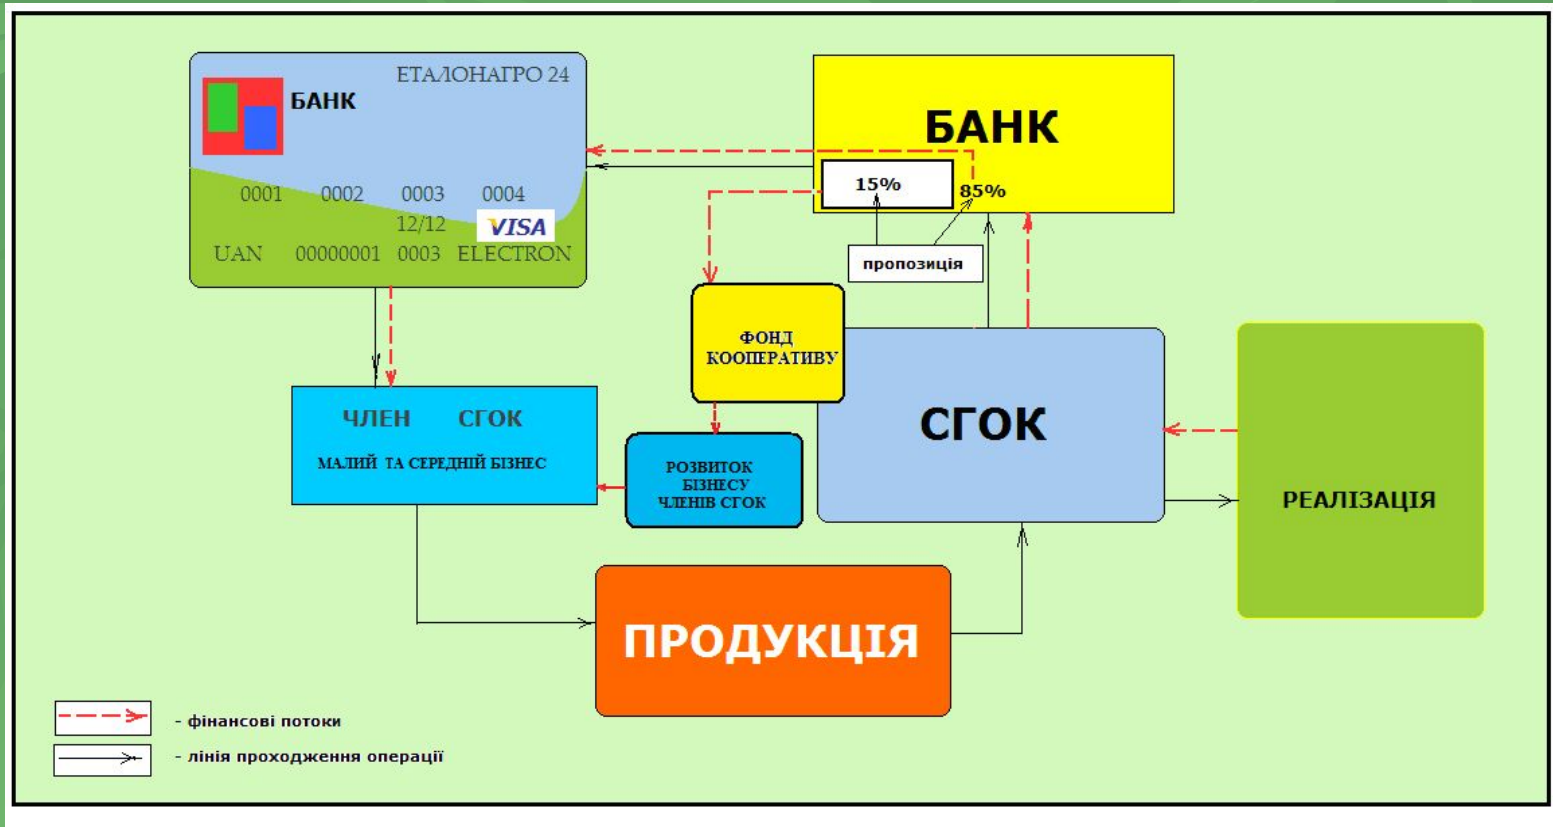 ЕТАЛОНАГРО 24
БАНК
0001 0002 0003 0004
12/12
VISA
UAN 00000001 0003 ELECTRON
БАНК
15%
85%
пропозиція
ФОНД
КООПЕРАТИВУ
СГОК
РЕАЛІЗАЦІЯ
ЧЛЕН СГОК
МАЛИЙ ТА СЕРЕДНІЙ БІЗНЕС
РОЗВИТОК
БІЗНЕСУ
ЧЛЕНІВ СГОК
ПРОДУКЦІЯ
- фінансові потоки
- лінія проходження операції